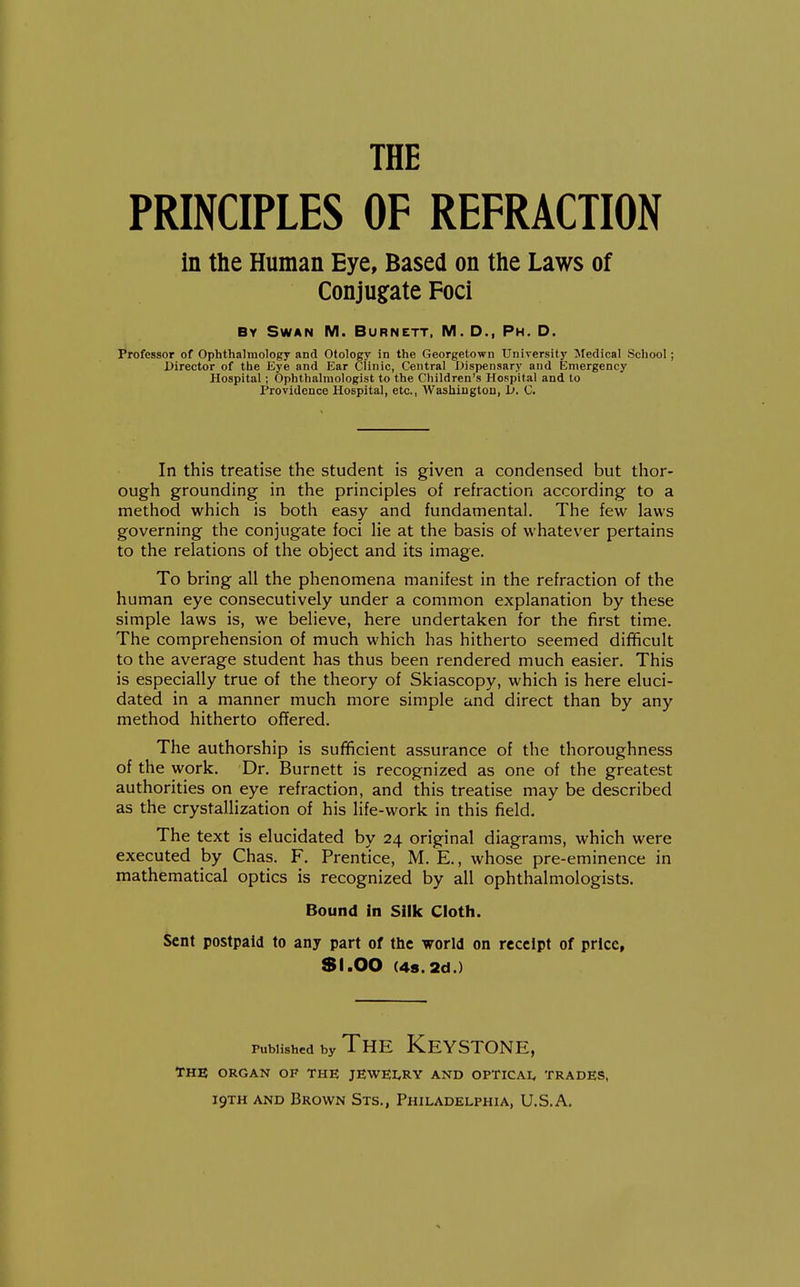 THE
PRINCIPLES OF REFRACTION
in the Human Eye, Based on the Laws of
Conjugate Foci
BY SWAN M. BURNETT, M. D., PH. D.
Professor of Ophthalmology and Otology in the Georgetown University Medical School;
Director of the Eye and Ear Clinic, Central Dispensary and Emergency
Hospital; Ophthalmologist to the Children's Hospital and to
Providence Hospital, etc., Washington, D. C.
In this treatise the student is given a condensed but thor-
ough grounding in the principles of refraction according to a
method which is both easy and fundamental. The few laws
governing the conjugate foci lie at the basis of whatever pertains
to the relations of the object and its image.
To bring all the phenomena manifest in the refraction of the
human eye consecutively under a common explanation by these
simple laws is, we believe, here undertaken for the first time.
The comprehension of much which has hitherto seemed difficult
to the average student has thus been rendered much easier. This
is especially true of the theory of Skiascopy, which is here eluci-
dated in a manner much more simple and direct than by any
method hitherto offered.
The authorship is sufficient assurance of the thoroughness
of the work. Dr. Burnett is recognized as one of the greatest
authorities on eye refraction, and this treatise may be described
as the crystallization of his life-work in this field.
The text is elucidated by 24 original diagrams, which were
executed by Chas. F. Prentice, M. E., whose pre-eminence in
mathematical optics is recognized by all ophthalmologists.
Bound in Silk Cloth.
Sent postpaid to any part of the world on receipt of price,
$1.00 (4s. 2d.)
Published by THE KEYSTONE,
THE ORGAN OF THE JEWELRY AND OPTICAL TRADES,
19TH AND BROWN STS., PHILADELPHIA, U.S.A.